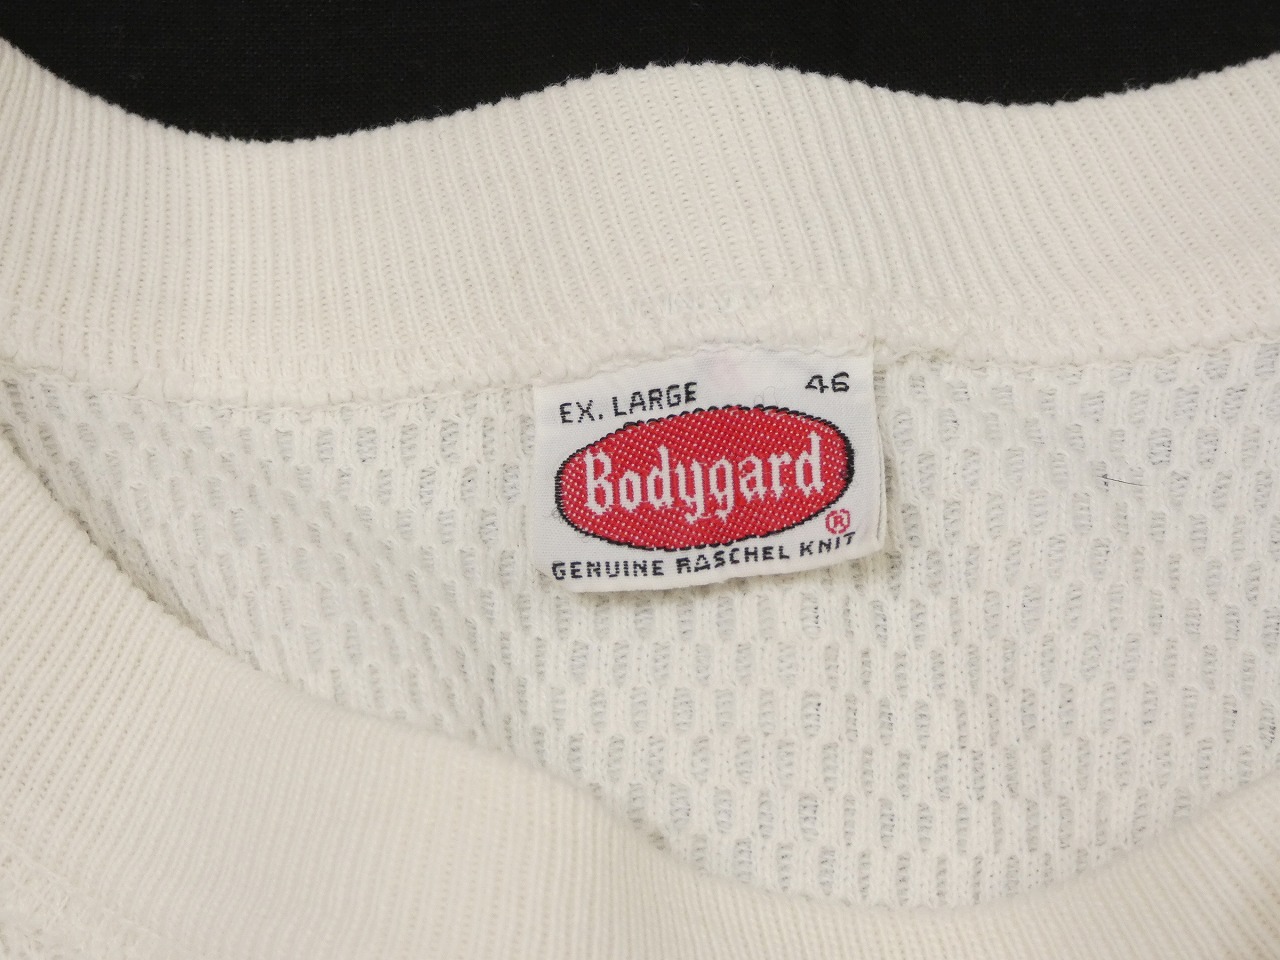 EX. LARGE 46
Bodygard
®
GENUINE RASCHEL KNIT